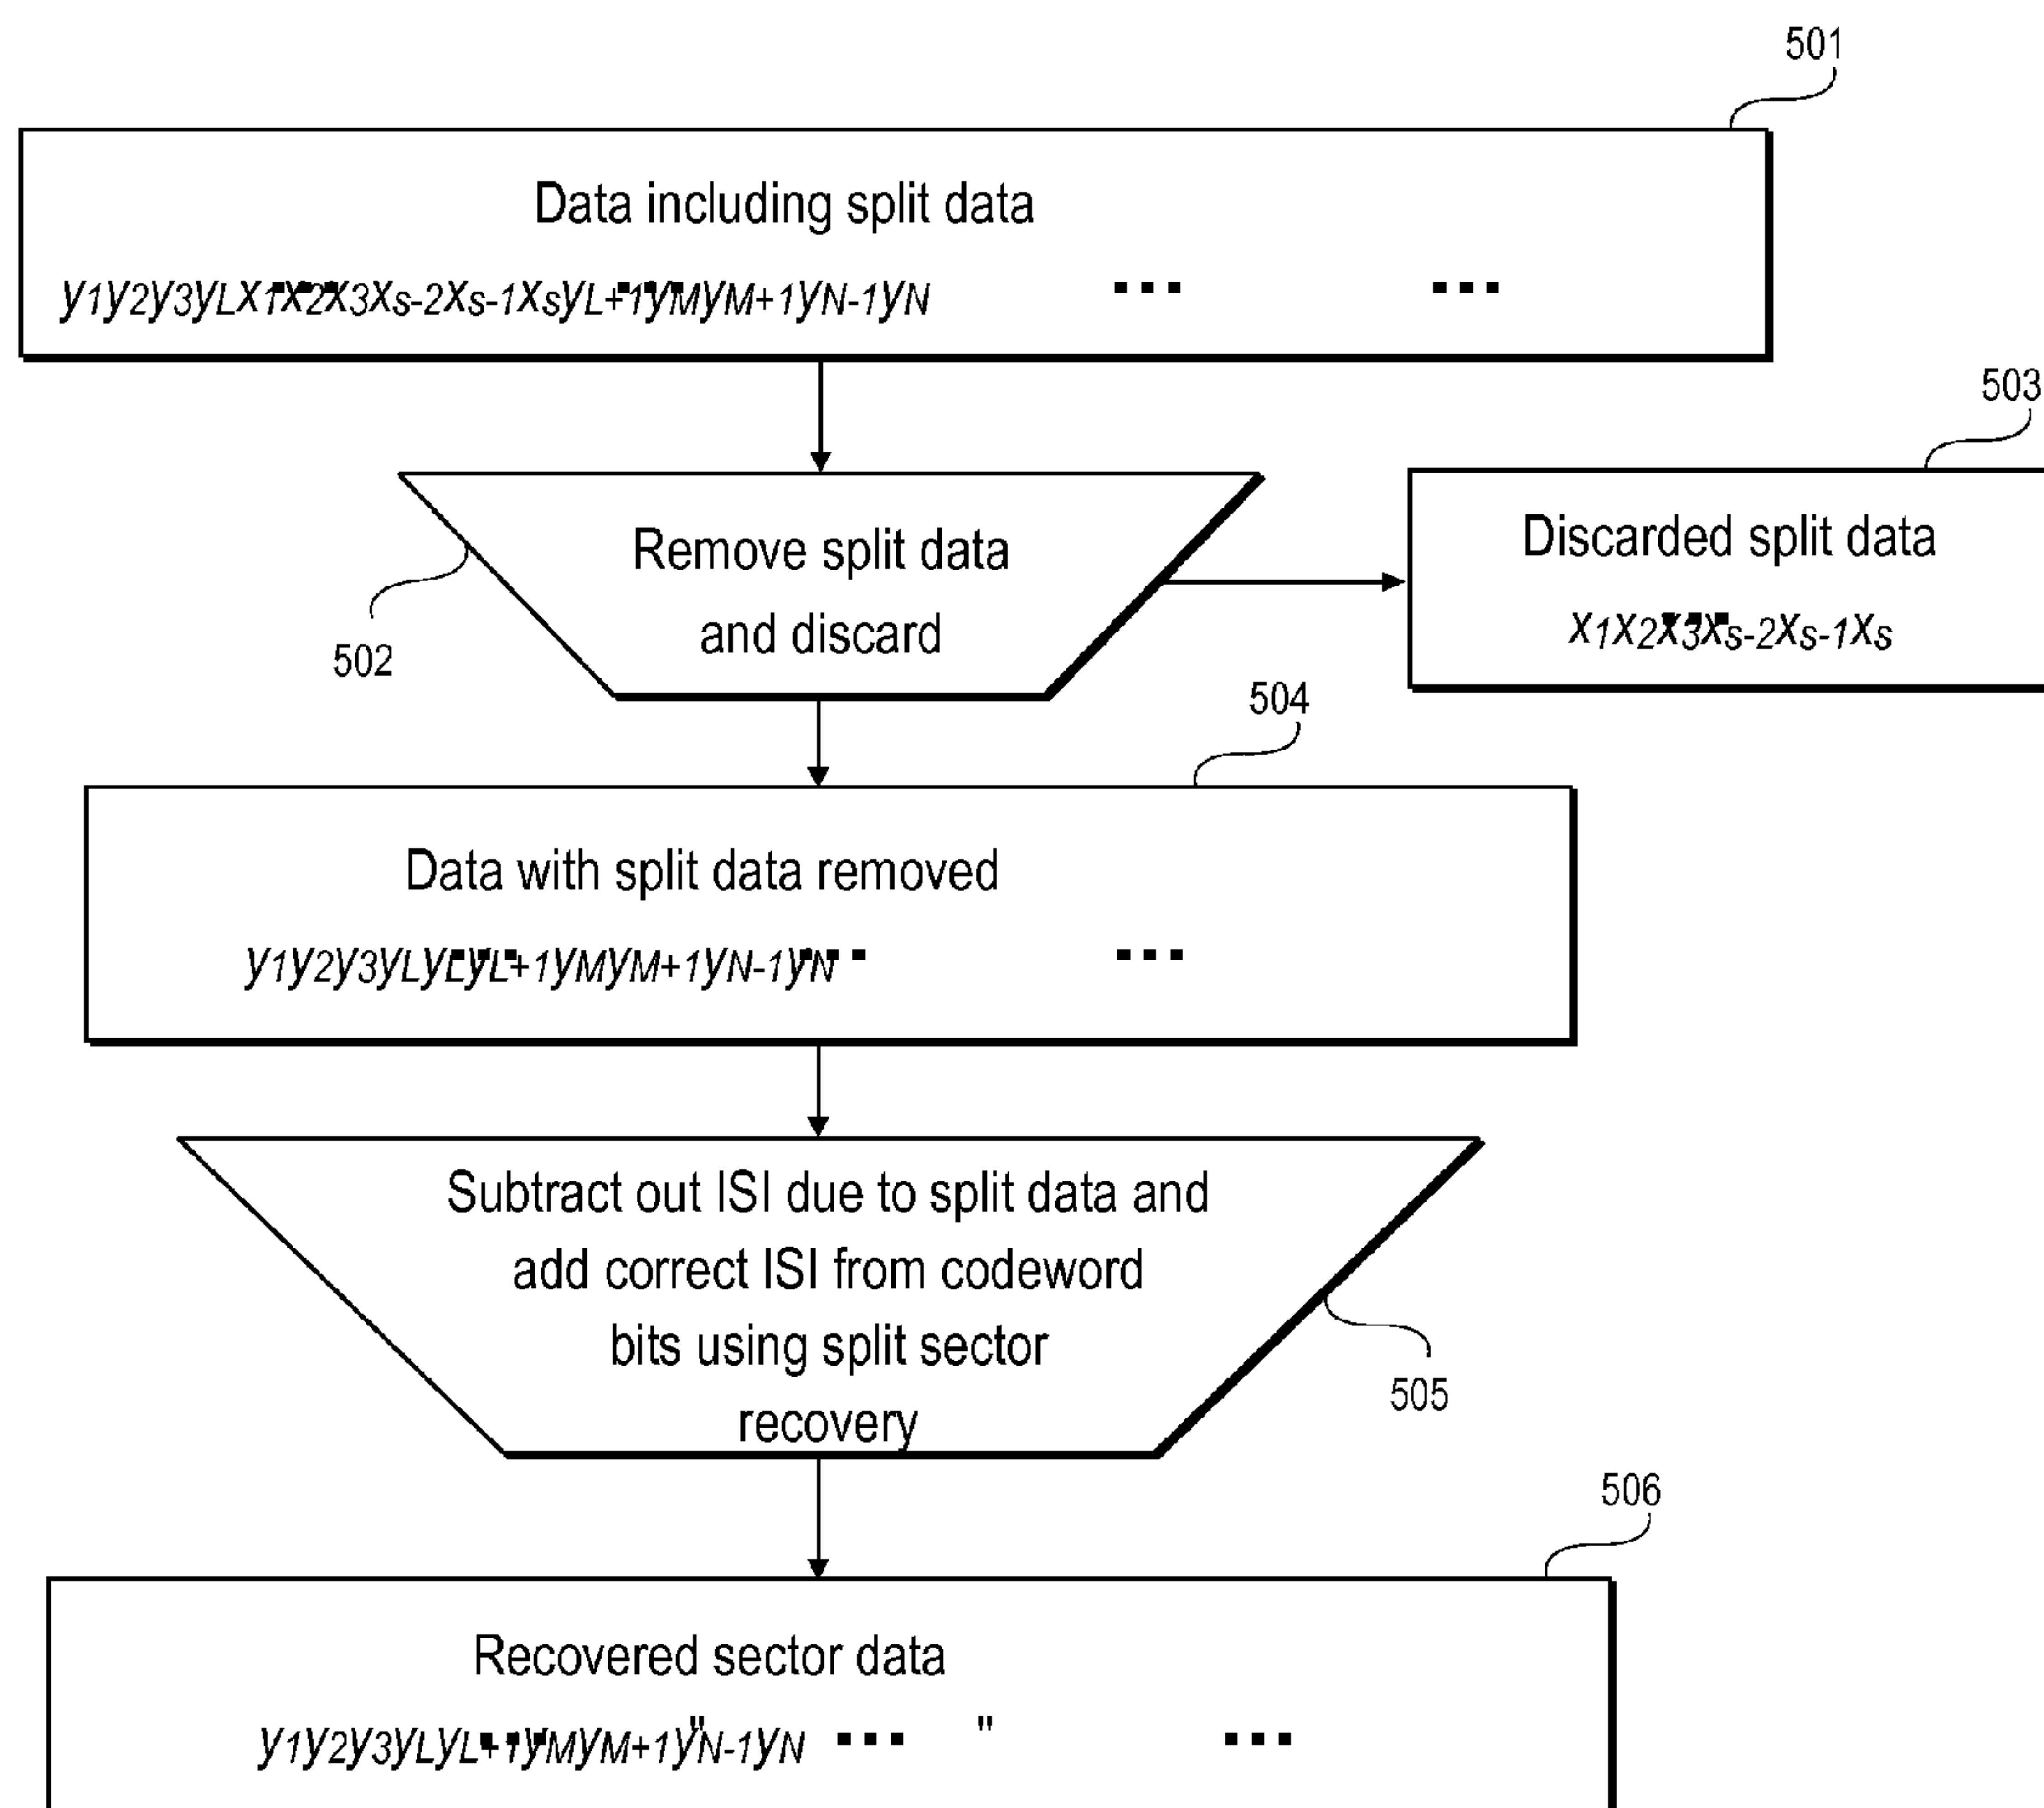 501
Data including split data
y1y2y3yLx1x2x3xs-2xs-1xsyL+1yMyM+1yN-1yN ... ...
503
Remove split data
and discard
502
Discarded split data
x1x2x3xs-2xs-1xs
504
Data with split data removed
y1y2y3yLyLyL+1yMyM+1yN-1yN ... ...
Subtract out ISI due to split data and
add correct ISI from codeword
bits using split sector
recovery
505
506
Recovered sector data
y1y2y3yLyL+1yMyM+1y"N-1yN ... " ...